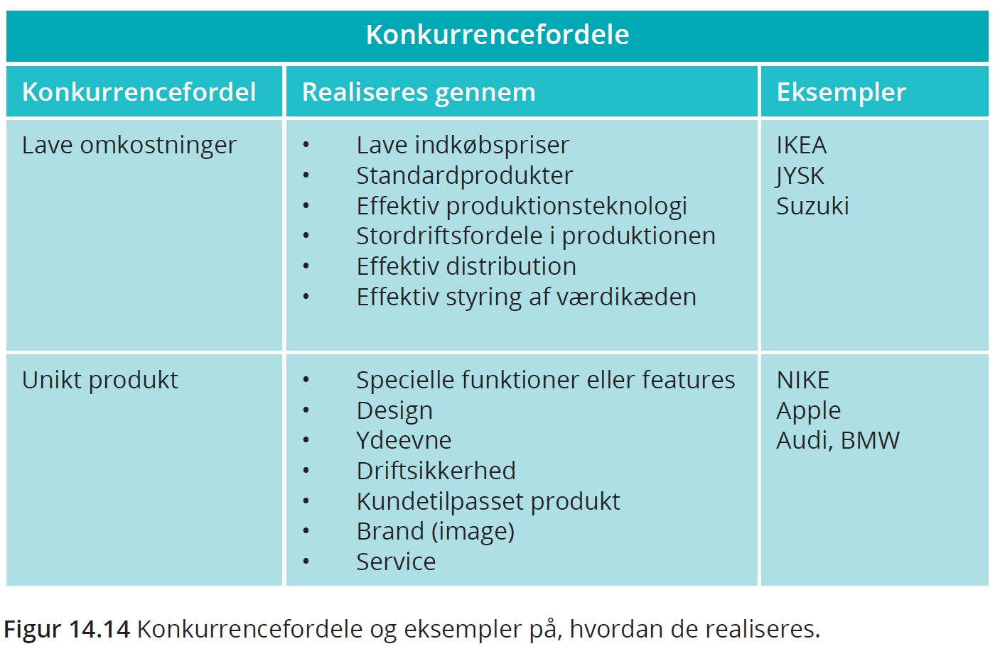 Konkurrencefordele
Konkurrencefordel
Realiseres gennem
Eksempler
Lave omkostninger
• Lave indkøbspriser
• Standardprodukter
• Effektiv produktionsteknologi
• Stordriftsfordele i produktionen
• Effektiv distribution
• Effektiv styring af værdikæden
IKEA
JYSK
Suzuki
Unikt produkt
• Specielle funktioner eller features
• Design
• Ydeevne
• Driftsikkerhed
• Kundetilpasset produkt
• Brand (image)
• Service
NIKE
Apple
Audi, BMW
Figur 14.14 Konkurrencefordele og eksempler på, hvordan de realiseres.